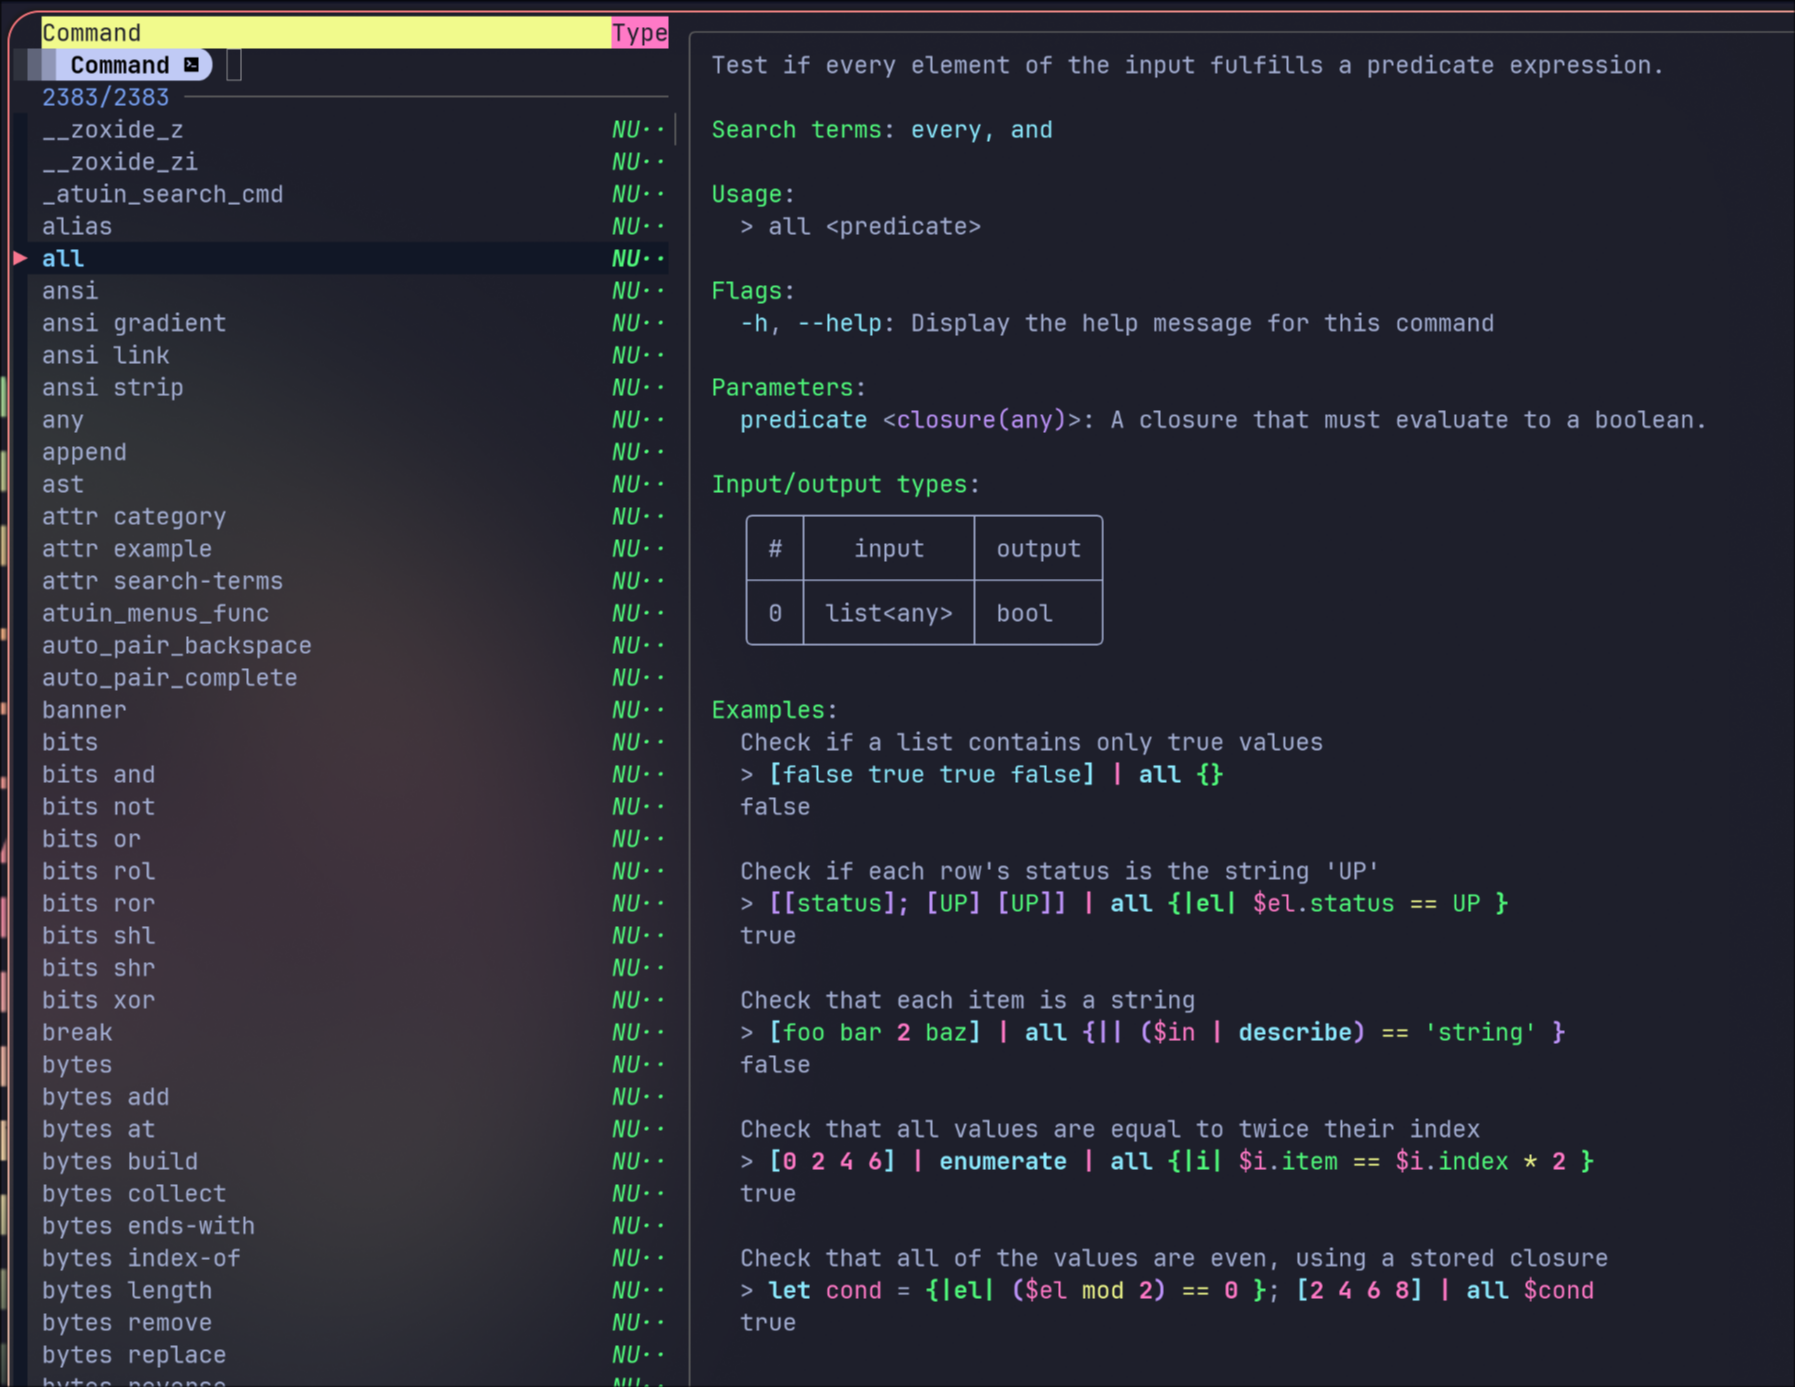 Command Type
Command
2383/2383
__zoxide_z NU··
__zoxide_zi NU··
_atuin_search_cmd NU··
alias NU··
all NU··
ansi NU··
ansi gradient NU··
ansi link NU··
ansi strip NU··
any NU··
append NU··
ast NU··
attr category NU··
attr example NU··
attr search-terms NU··
atuin_menus_func NU··
auto_pair_backspace NU··
auto_pair_complete NU··
banner NU··
bits NU··
bits and NU··
bits not NU··
bits or NU··
bits rol NU··
bits ror NU··
bits shl NU··
bits shr NU··
bits xor NU··
break NU··
bytes NU··
bytes add NU··
bytes at NU··
bytes build NU··
bytes collect NU··
bytes ends-with NU··
bytes index-of NU··
bytes length NU··
bytes remove NU··
bytes replace NU··
bytes reverse NU··
Test if every element of the input fulfills a predicate expression.
Search terms: every, and
Usage:
> all <predicate>
Flags:
-h, --help: Display the help message for this command
Parameters:
predicate <closure(any)>: A closure that must evaluate to a boolean.
Input/output types:
# input output
0 list<any> bool
Examples:
Check if a list contains only true values
> [false true true false] | all {}
false
Check if each row's status is the string 'UP'
> [[status]; [UP] [UP]] | all {|el| $el.status == UP }
true
Check that each item is a string
> [foo bar 2 baz] | all {|| ($in | describe) == 'string' }
false
Check that all values are equal to twice their index
> [0 2 4 6] | enumerate | all {|i| $i.item == $i.index * 2 }
true
Check that all of the values are even, using a stored closure
> let cond = {|el| ($el mod 2) == 0 }; [2 4 6 8] | all $cond
true